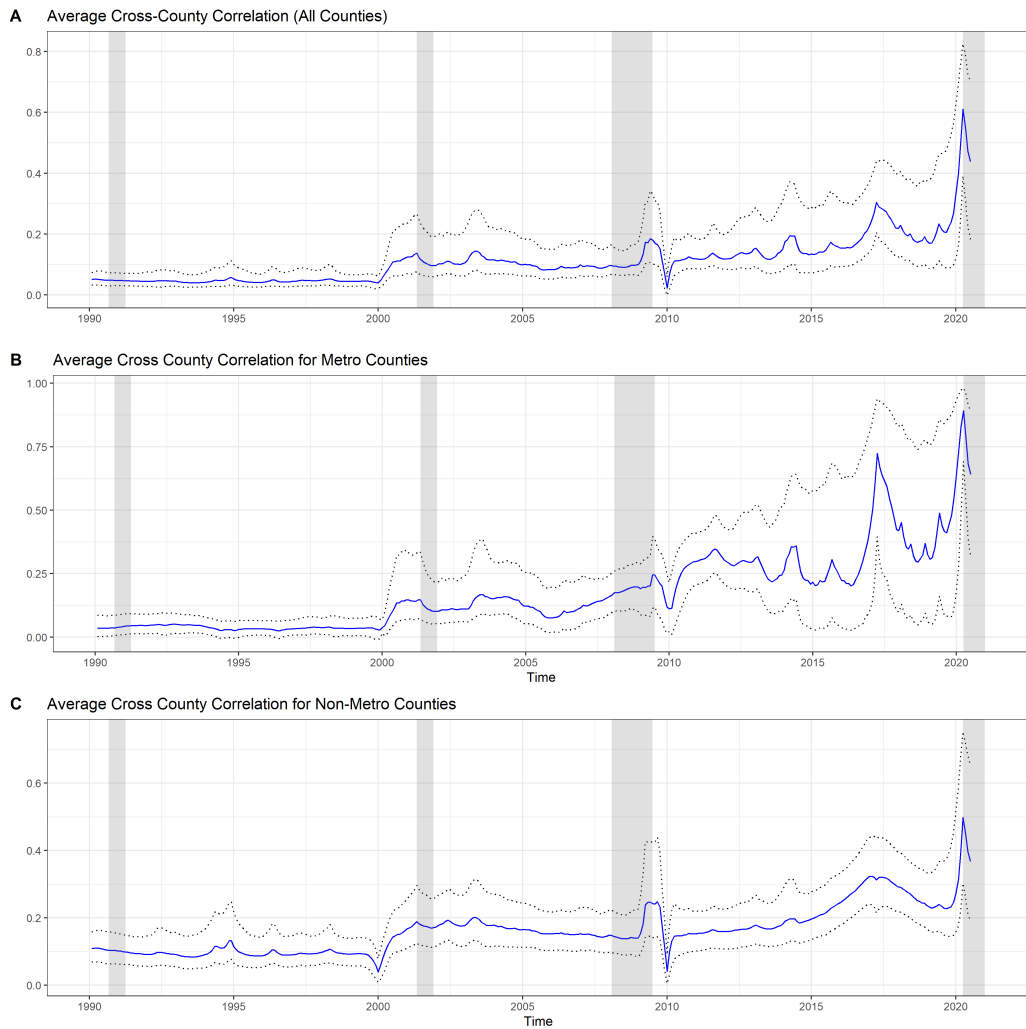 A Average Cross-County Correlation (All Counties)
0.8
0.6
0.4
0.2
0.0
1990 1995 2000 2005 2010 2015 2020
B Average Cross County Correlation for Metro Counties
1.00
0.75
0.50
0.25
0.00
1990 1995 2000 2005 2010 2015 2020
Time
C Average Cross County Correlation for Non-Metro Counties
0.6
0.4
0.2
0.0
1990 1995 2000 2005 2010 2015 2020
Time